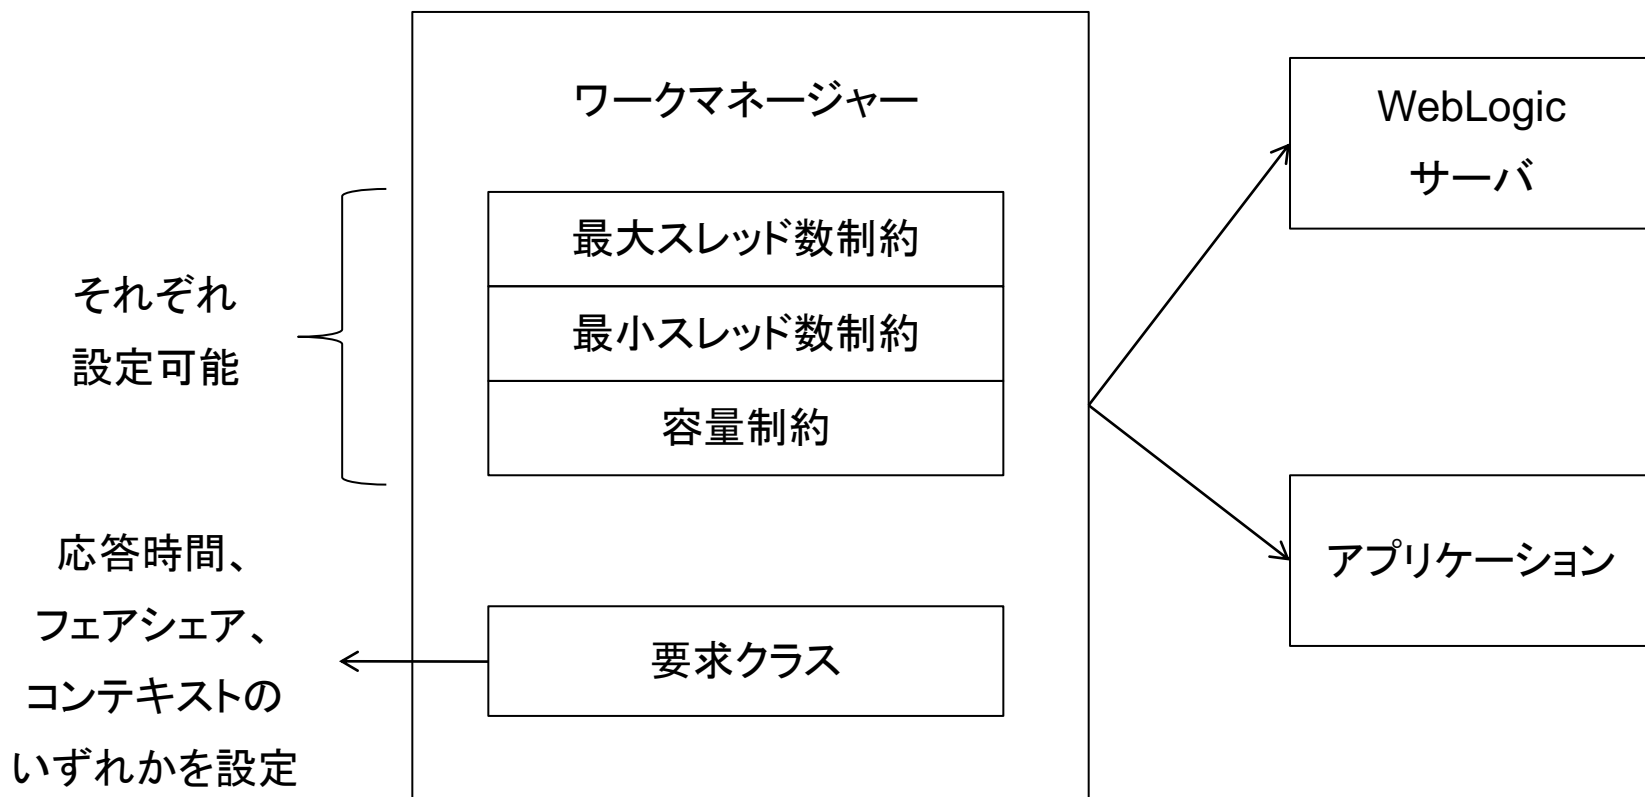 ワークマネージャー
最大スレッド数制約
最小スレッド数制約
容量制約
要求クラス
それぞれ
設定可能
応答時間、
フェアシェア、
コンテキストの
いずれかを設定
WebLogic
サーバ
アプリケーション